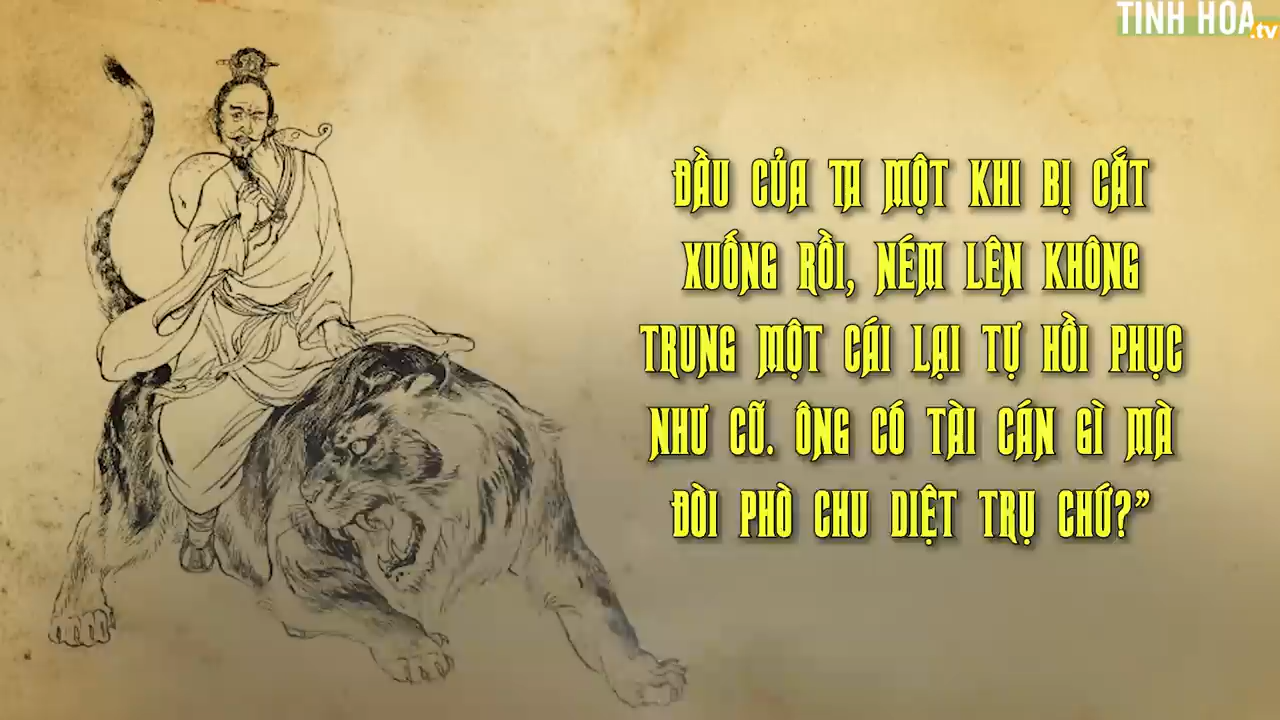 TINH HOA.tv
ĐẦU CỦA TA MỘT KHI BỊ CẮT
XUỐNG RỒI, NÉM LÊN KHÔNG
TRUNG MỘT CÁI LẠI TỰ HỒI PHỤC
NHƯ CŨ. ÔNG CÓ TÀI CÁN GÌ MÀ
ĐÒI PHÒ CHU DIỆT TRỤ CHỨ?”